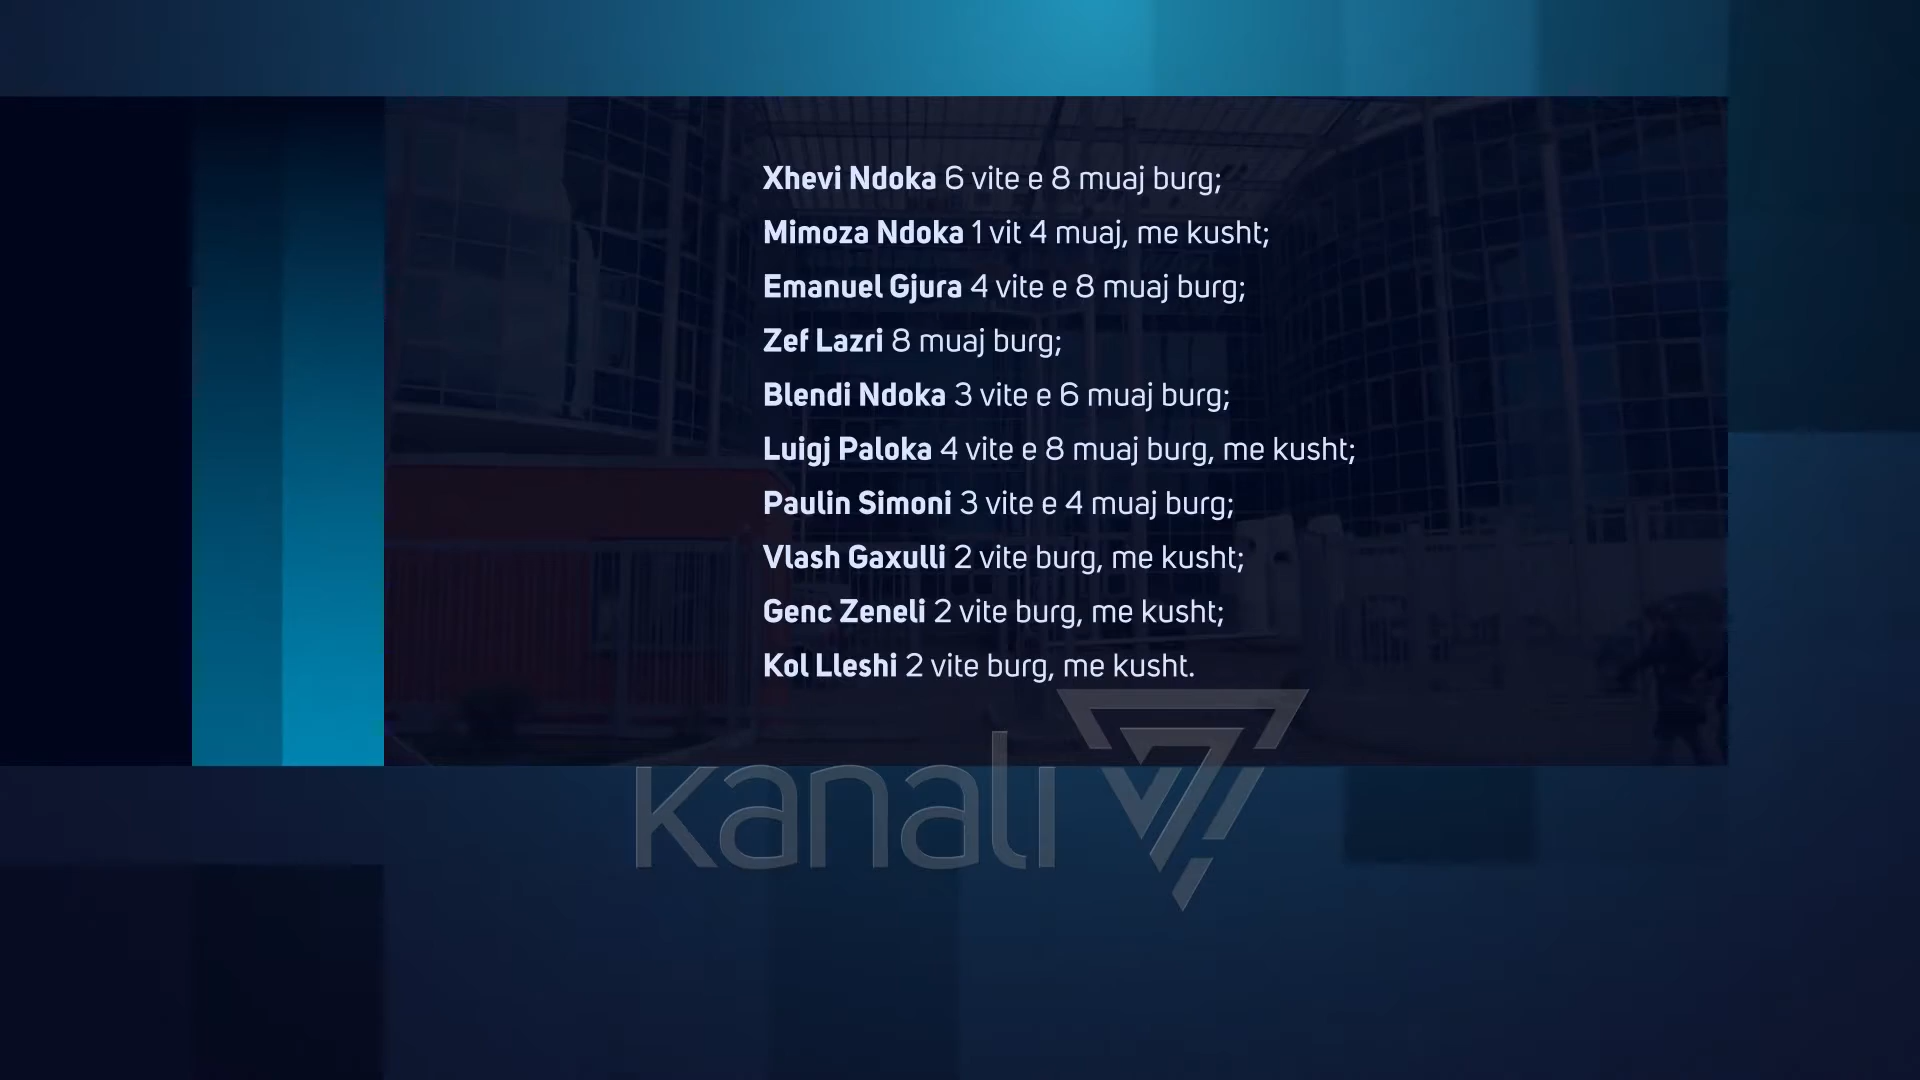 Xhevi Ndoka 6 vite e 8 muaj burg;
Mimoza Ndoka 1 vit 4 muaj, me kusht;
Emanuel Gjura 4 vite e 8 muaj burg;
Zef Lazri 8 muaj burg;
Blendi Ndoka 3 vite e 6 muaj burg;
Luigj Paloka 4 vite e 8 muaj burg, me kusht;
Paulin Simoni 3 vite e 4 muaj burg;
Vlash Gaxulli 2 vite burg, me kusht;
Genc Zeneli 2 vite burg, me kusht;
Kol Lleshi 2 vite burg, me kusht.
kanali 7